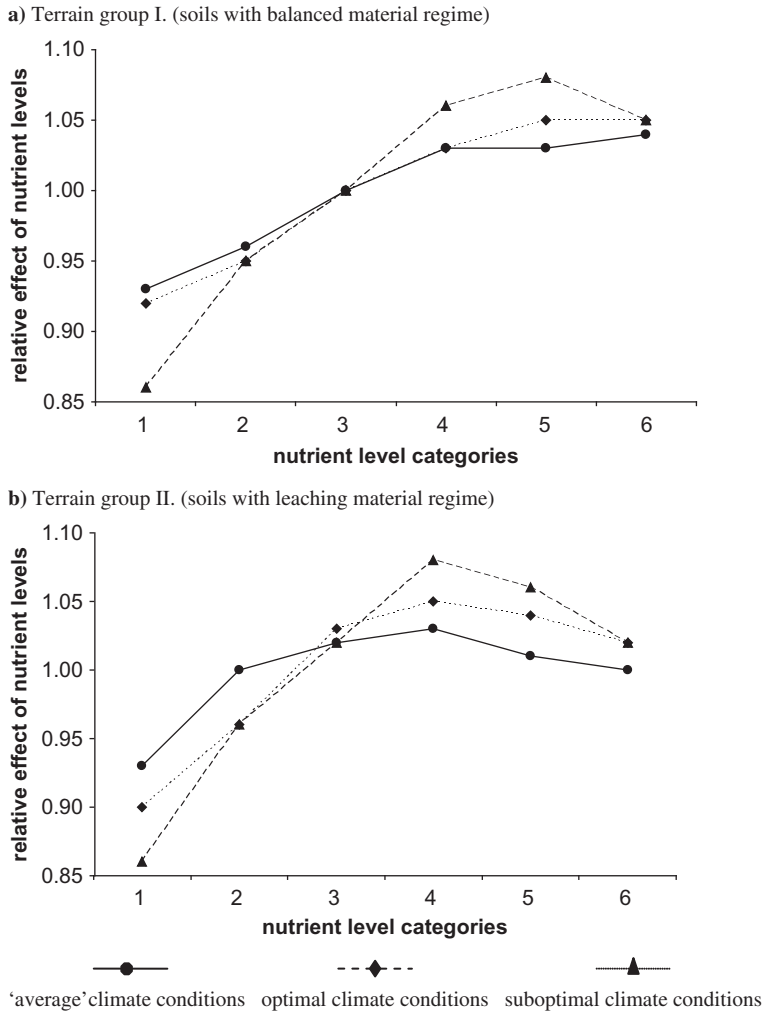 a) Terrain group I. (soils with balanced material regime)
1.10
1.05
1.00
0.95
0.90
0.85
relative effect of nutrient levels
1 2 3 4 5 6
nutrient level categories
b) Terrain group II. (soils with leaching material regime)
1.10
1.05
1.00
0.95
0.90
0.85
relative effect of nutrient levels
1 2 3 4 5 6
nutrient level categories
‘average’climate conditions optimal climate conditions suboptimal climate conditions